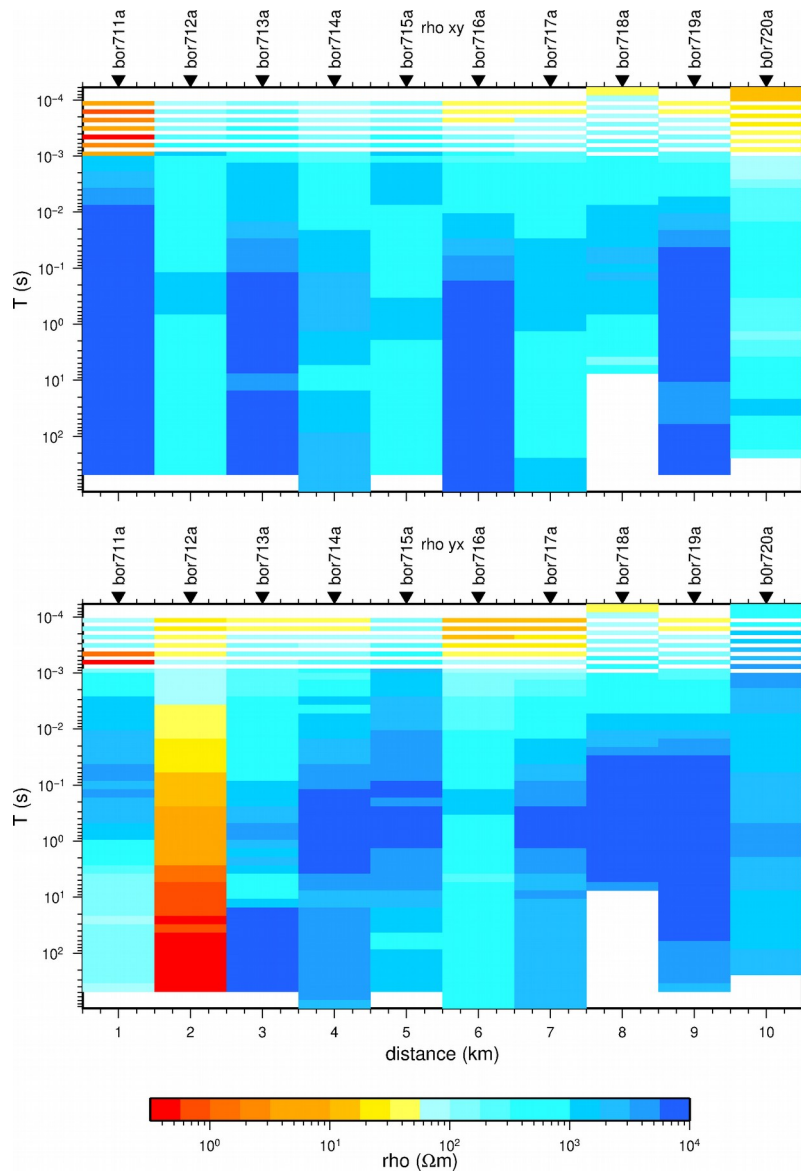 rho xy
bor711a bor712a bor713a bor714a bor715a bor716a bor717a bor718a bor719a b0r720a
T (s)
10⁻⁴
10⁻³
10⁻²
10⁻¹
10⁰
10¹
10²
rho yx
bor711a bor712a bor713a bor714a bor715a bor716a bor717a bor718a bor719a b0r720a
T (s)
10⁻⁴
10⁻³
10⁻²
10⁻¹
10⁰
10¹
10²
1 2 3 4 5 6 7 8 9 10
distance (km)
10⁰ 10¹ 10² 10³ 10⁴
rho (Ωm)